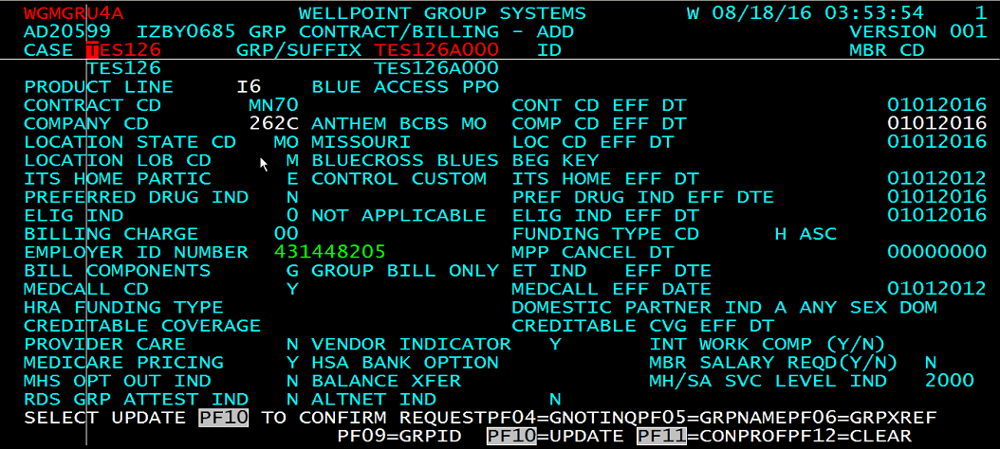 WGMGRU4A WELLPOINT GROUP SYSTEMS W 08/18/16 03:53:54 1
AD20599 IZBY0685 GRP CONTRACT/BILLING - ADD VERSION 001
CASE TES126 GRP/SUFFIX TES126A000 ID MBR CD
TES126 TES126A000
PRODUCT LINE I6 BLUE ACCESS PPO
CONTRACT CD MN70 CONT CD EFF DT 01012016
COMPANY CD 262C ANTHEM BCBS MO COMP CD EFF DT 01012016
LOCATION STATE CD MO MISSOURI LOC CD EFF DT 01012016
LOCATION LOB CD M BLUECROSS BLUES BEG KEY
ITS HOME PARTIC E CONTROL CUSTOM ITS HOME EFF DT 01012012
PREFERRED DRUG IND N PREF DRUG IND EFF DTE 01012016
ELIG IND 0 NOT APPLICABLE ELIG IND EFF DT 01012016
BILLING CHARGE 00 FUNDING TYPE CD H ASC
EMPLOYER ID NUMBER 431448205 MPP CANCEL DT 00000000
BILL COMPONENTS G GROUP BILL ONLY ET IND EFF DTE
MEDCALL CD Y MEDCALL EFF DATE 01012012
HRA FUNDING TYPE DOMESTIC PARTNER IND A ANY SEX DOM
CREDITABLE COVERAGE CREDITABLE CVG EFF DT
PROVIDER CARE N VENDOR INDICATOR Y INT WORK COMP (Y/N)
MEDICARE PRICING Y HSA BANK OPTION MBR SALARY REQD(Y/N) N
MHS OPT OUT IND N BALANCE XFER MH/SA SVC LEVEL IND 2000
RDS GRP ATTEST IND N ALTNET IND N
SELECT UPDATE PF10 TO CONFIRM REQUESTPF04=GNOTINQPF05=GRPNAMEPF06=GRPXREF
PF09=GRPID PF10=UPDATE PF11=CONPROFPF12=CLEAR